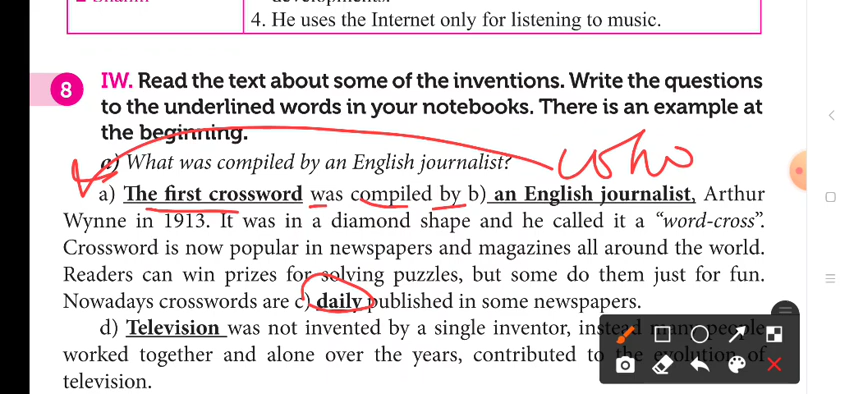 developments.
4. He uses the Internet only for listening to music.
8 IW. Read the text about some of the inventions. Write the questions
to the underlined words in your notebooks. There is an example at
the beginning.
a) What was compiled by an English journalist?
who
a) The first crossword was compiled by b) an English journalist, Arthur
Wynne in 1913. It was in a diamond shape and he called it a “word-cross”.
Crossword is now popular in newspapers and magazines all around the world.
Readers can win prizes for solving puzzles, but some do them just for fun.
Nowadays crosswords are c) daily published in some newspapers.
d) Television was not invented by a single inventor, instead many people
worked together and alone over the years, contributed to the evolution of
television.